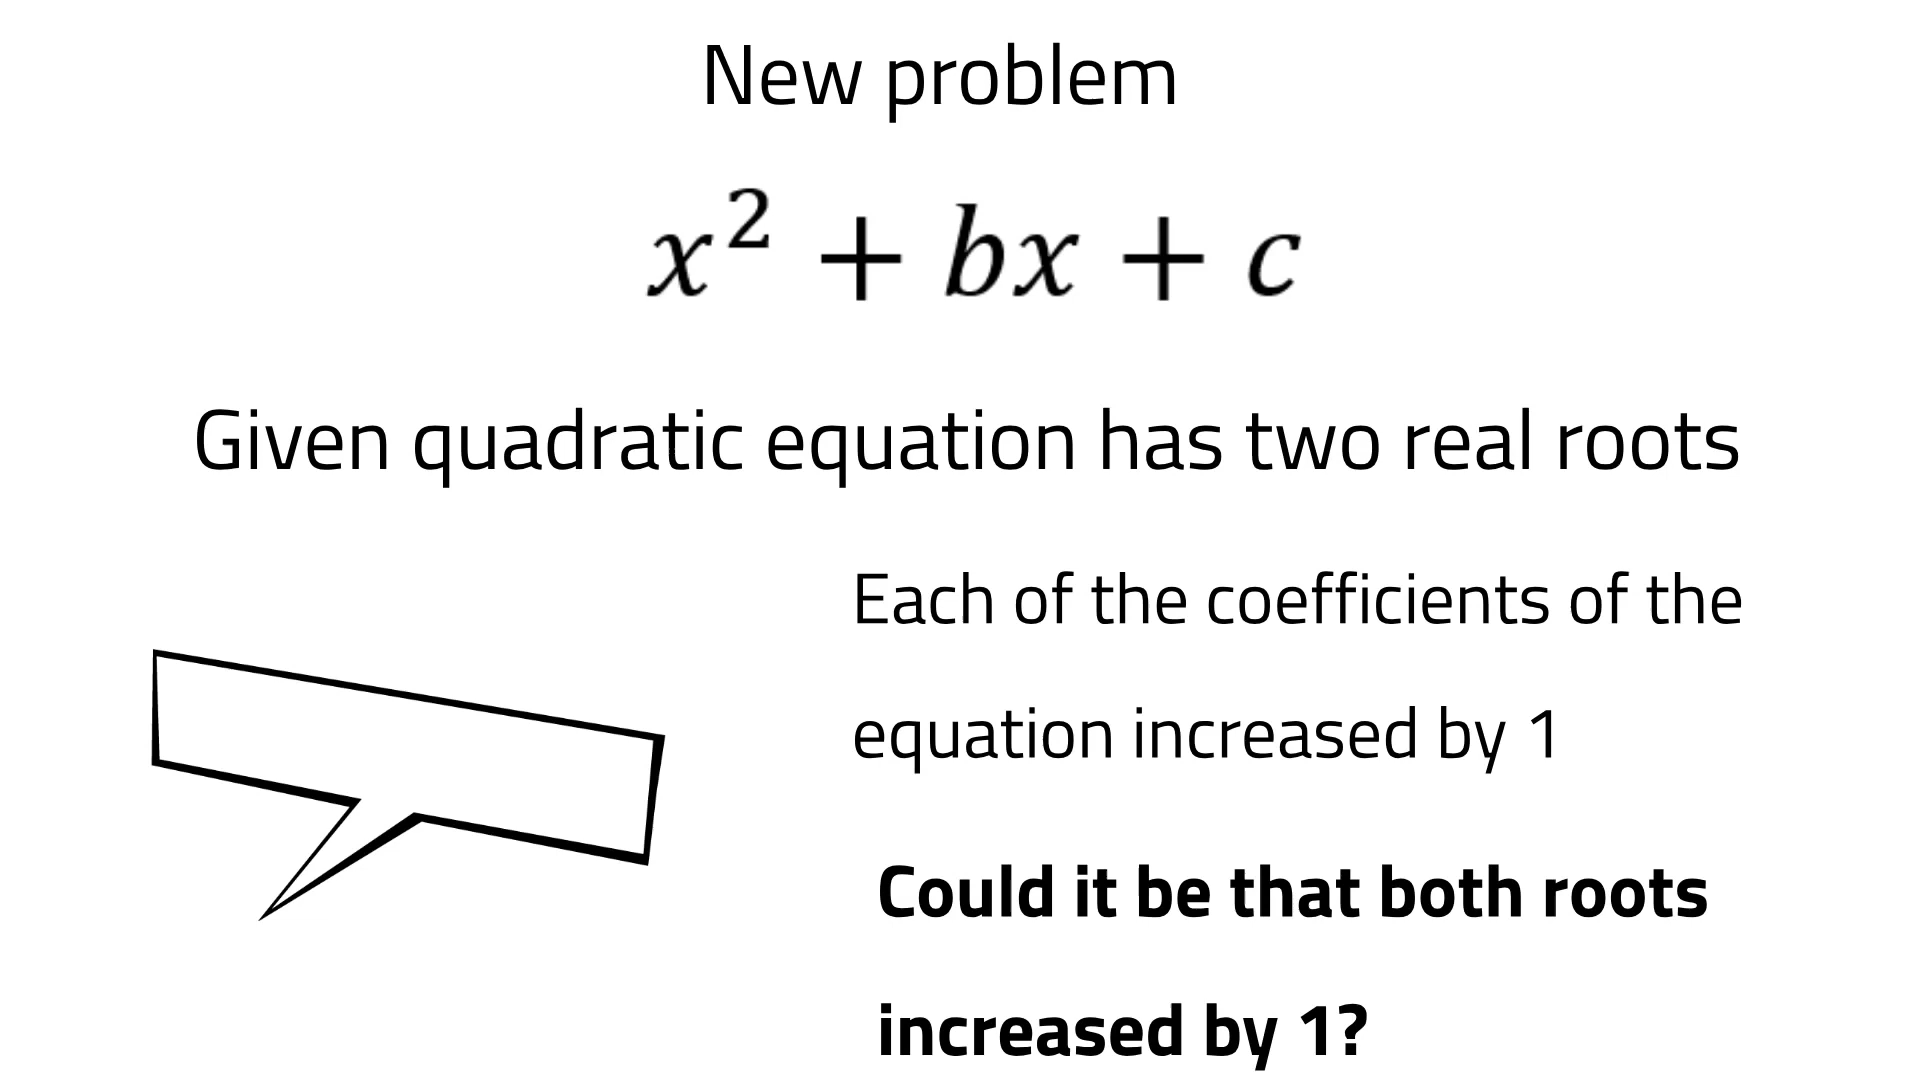 New problem
x² + bx + c
Given quadratic equation has two real roots
Each of the coefficients of the
equation increased by 1
Could it be that both roots
increased by 1?